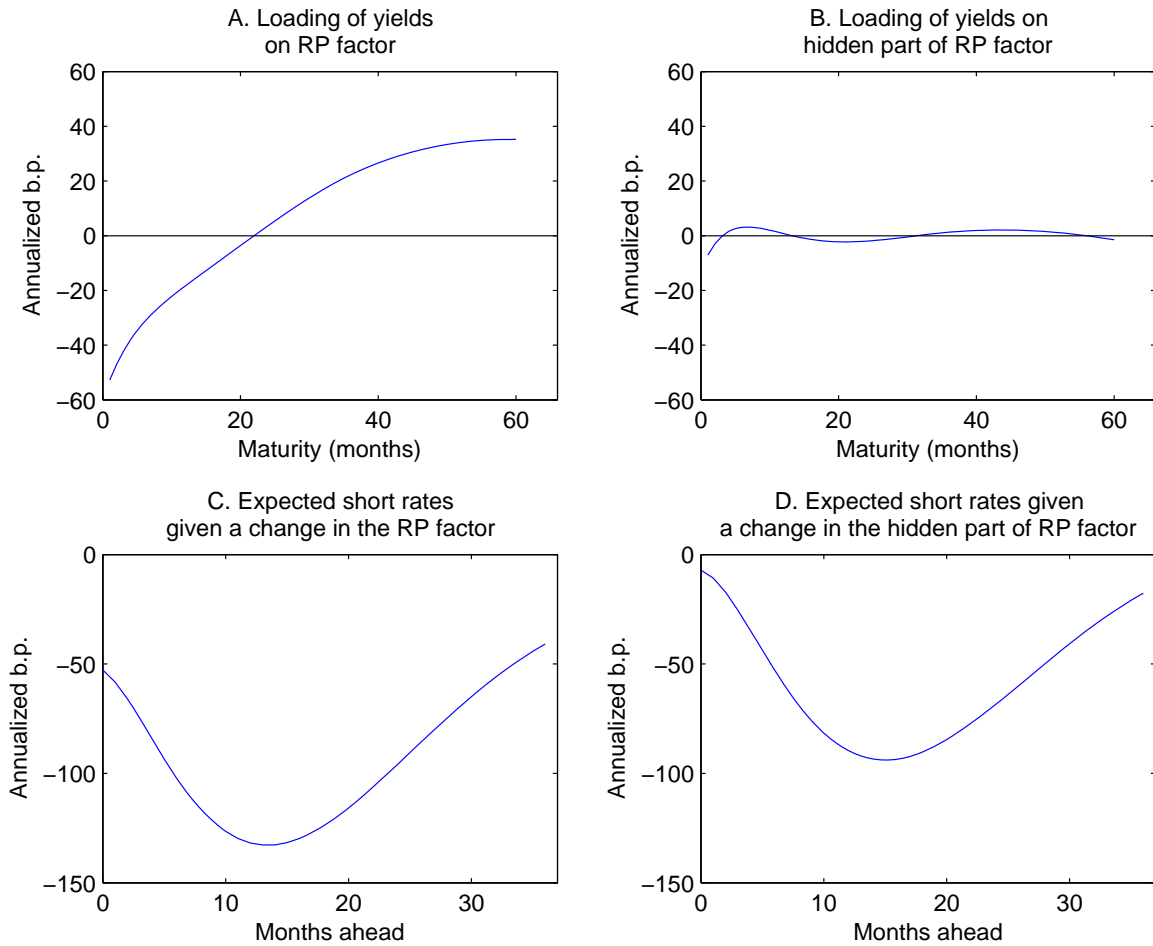 A. Loading of yields
on RP factor
60
40
20
0
−20
−40
−60
Annualized b.p.
0 20 40 60
Maturity (months)
B. Loading of yields on
hidden part of RP factor
60
40
20
0
−20
−40
−60
Annualized b.p.
0 20 40 60
Maturity (months)
C. Expected short rates
given a change in the RP factor
0
−50
−100
−150
Annualized b.p.
0 10 20 30
Months ahead
D. Expected short rates given
a change in the hidden part of RP factor
0
−50
−100
−150
Annualized b.p.
0 10 20 30
Months ahead